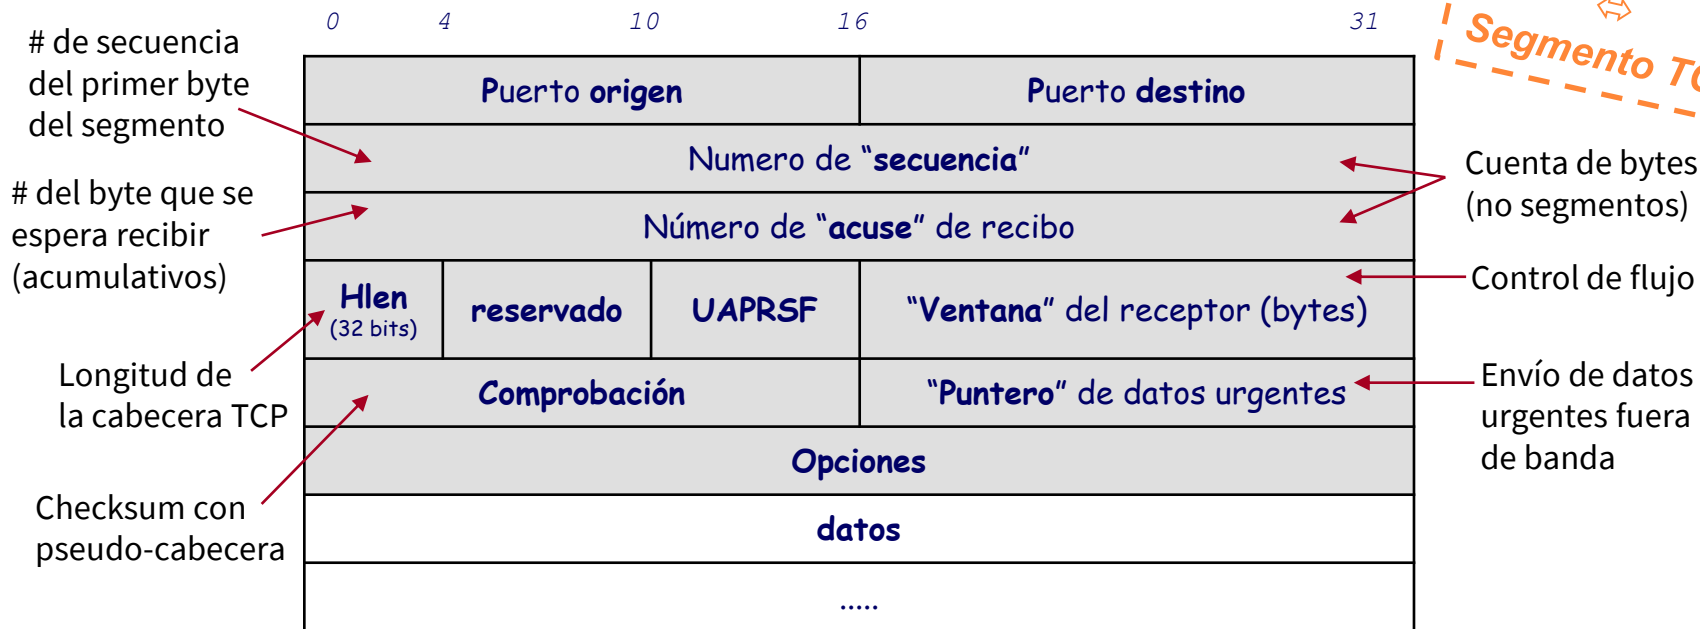 0 4 10 16 31
Segmento TC
# de secuencia
del primer byte
del segmento
Puerto origen Puerto destino
Numero de “secuencia”
Cuenta de bytes
(no segmentos)
# del byte que se
espera recibir
(acumulativos)
Número de “acuse” de recibo
Hlen
(32 bits)
reservado
UAPRSF
“Ventana” del receptor (bytes)
Control de flujo
Longitud de
la cabecera TCP
Comprobación
“Puntero” de datos urgentes
Envío de datos
urgentes fuera
de banda
Opciones
Checksum con
pseudo-cabecera
datos
.....